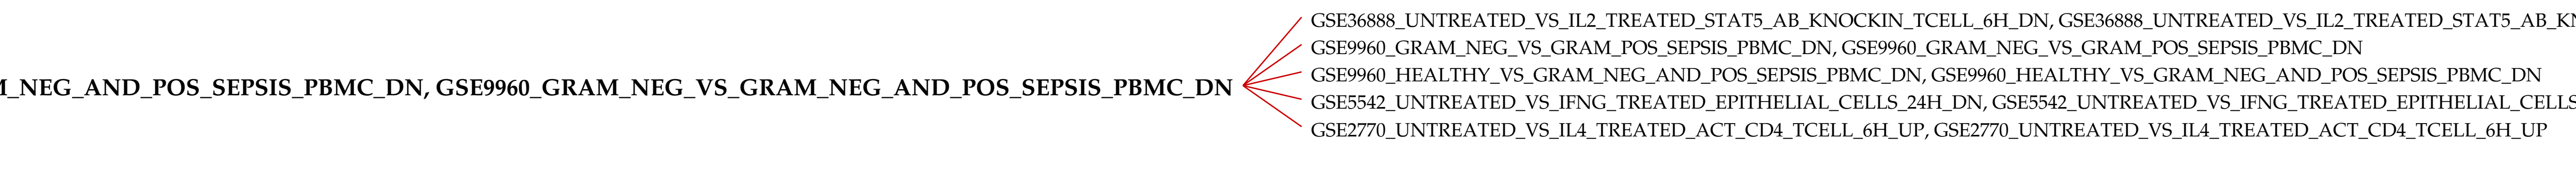 M_NEG_AND_POS_SEPSIS_PBMC_DN, GSE9960_GRAM_NEG_VS_GRAM_NEG_AND_POS_SEPSIS_PBMC_DN
GSE36888_UNTREATED_VS_IL2_TREATED_STAT5_AB_KNOCKIN_TCELL_6H_DN, GSE36888_UNTREATED_VS_IL2_TREATED_STAT5_AB_KN
GSE9960_GRAM_NEG_VS_GRAM_POS_SEPSIS_PBMC_DN, GSE9960_GRAM_NEG_VS_GRAM_POS_SEPSIS_PBMC_DN
GSE9960_HEALTHY_VS_GRAM_NEG_AND_POS_SEPSIS_PBMC_DN, GSE9960_HEALTHY_VS_GRAM_NEG_AND_POS_SEPSIS_PBMC_DN
GSE5542_UNTREATED_VS_IFNG_TREATED_EPITHELIAL_CELLS_24H_DN, GSE5542_UNTREATED_VS_IFNG_TREATED_EPITHELIAL_CELLS
GSE2770_UNTREATED_VS_IL4_TREATED_ACT_CD4_TCELL_6H_UP, GSE2770_UNTREATED_VS_IL4_TREATED_ACT_CD4_TCELL_6H_UP